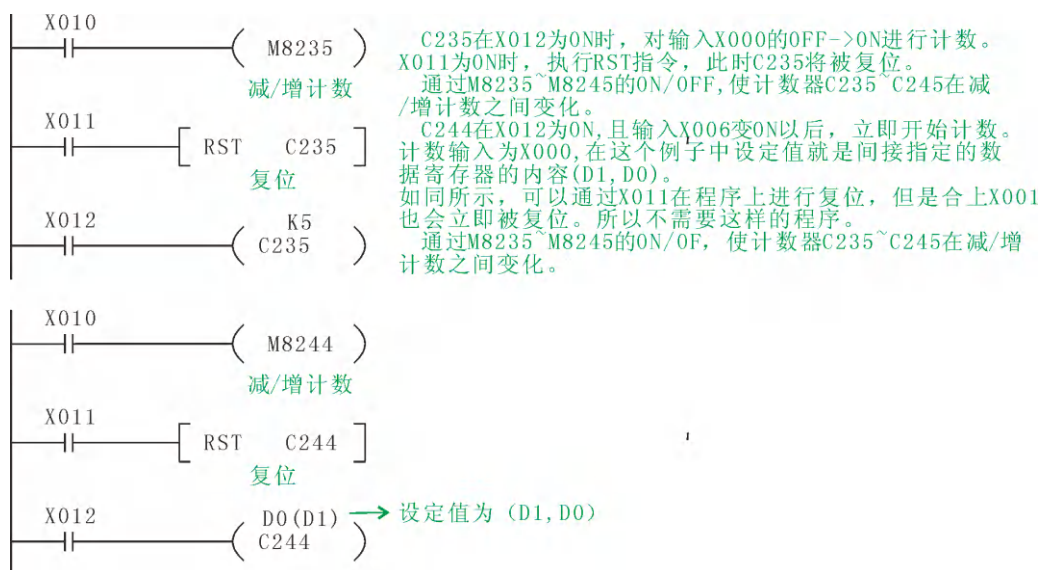 X010
M8235
减/增计数
X011
RST C235
复位
X012
K5
C235
C235在X012为ON时，对输入X000的OFF->ON进行计数。
X011为ON时，执行RST指令，此时C235将被复位。
通过M8235~M8245的ON/OFF,使计数器C235~C245在减
/增计数之间变化。
C244在X012为ON,且输入X006变ON以后，立即开始计数。
计数输入为X000,在这个例子中设定值就是间接指定的数
据寄存器的内容(D1,D0)。
如同所示，可以通过X011在程序上进行复位，但是合上X001
也会立即被复位。所以不需要这样的程序。
通过M8235~M8245的ON/OF，使计数器C235~C245在减/增
计数之间变化。
X010
M8244
减/增计数
X011
RST C244
复位
X012
D0(D1)
C244
设定值为（D1,D0）